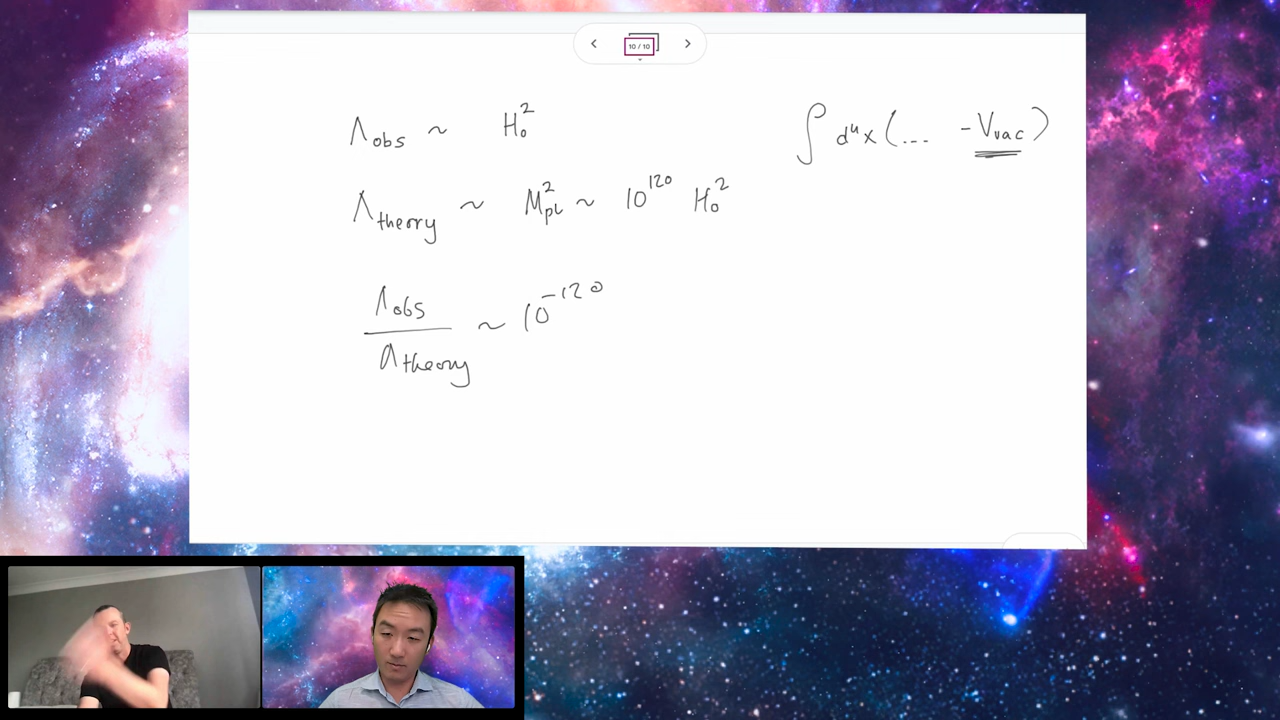 10 / 10
Λobs ~ H₀²
∫ d⁴x (... - Vvac)
Λtheory ~ Mpl² ~ 10¹²⁰ H₀²
Λobs
Λtheory
~ 10⁻¹²⁰